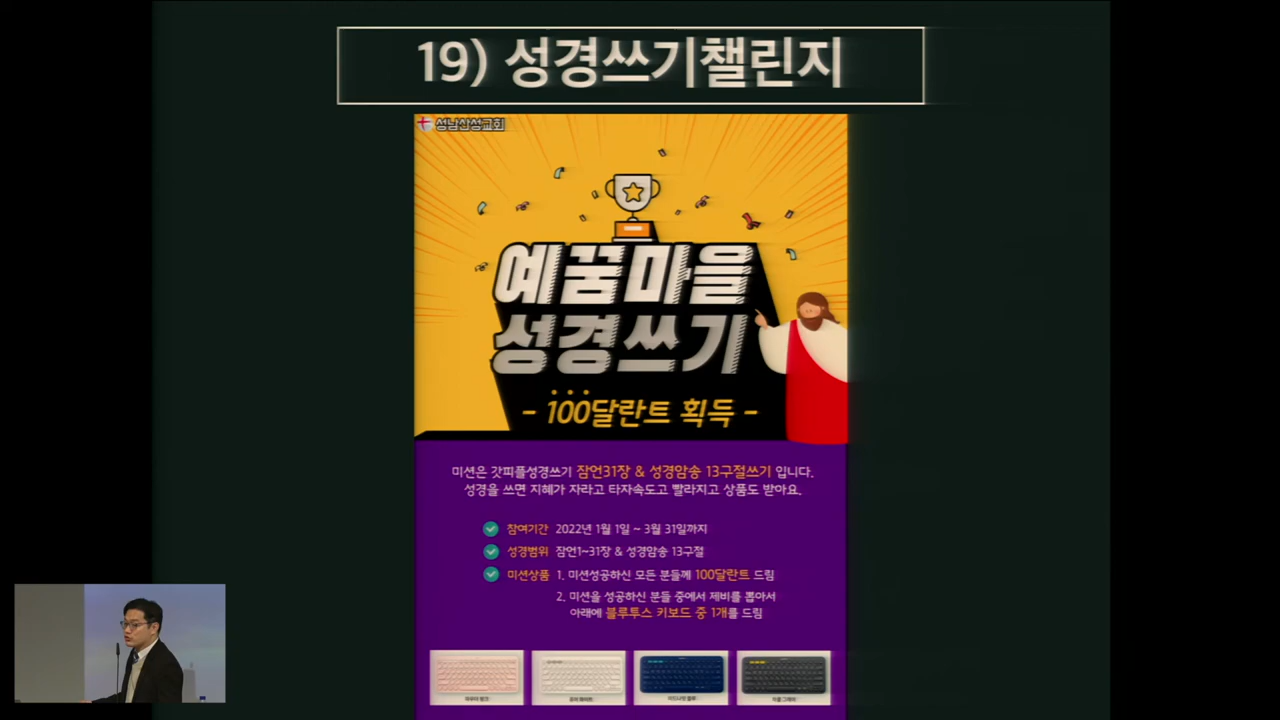 19) 성경쓰기챌린지
성남산성교회
예꿈마을
성경쓰기
- 100달란트 획득 -
미션은 갓피플성경쓰기 잠언31장 & 성경암송 13구절쓰기 입니다.
성경을 쓰면 지혜가 자라고 타자속도고 빨라지고 상품도 받아요.
참여기간 2022년 1월 1일 ~ 3월 31일까지
성경범위 잠언1~31장 & 성경암송 13구절
미션상품 1. 미션성공하신 모든 분들께 100달란트 드림
2. 미션을 성공하신 분들 중에서 제비를 뽑아서
아래에 블루투스 키보드 중 1개를 드림